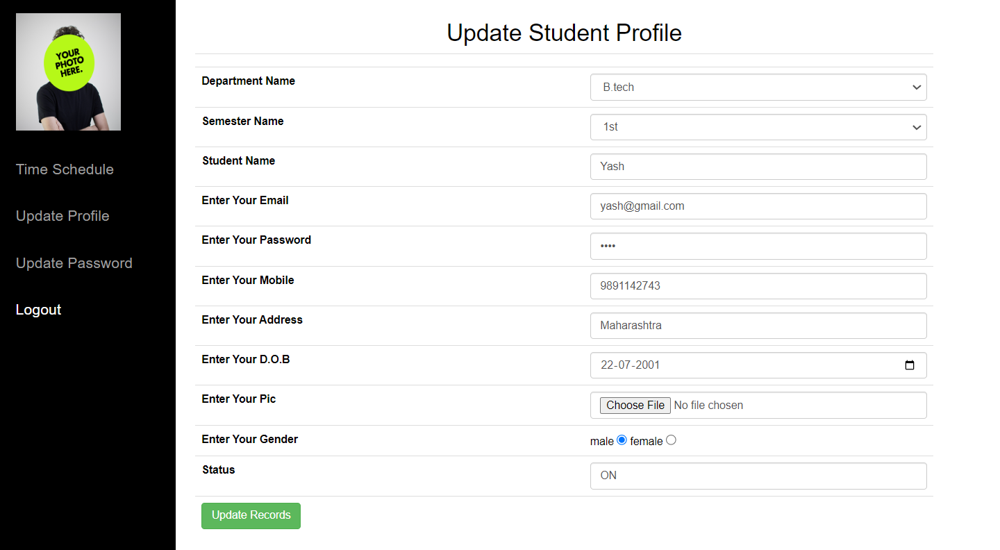 YOUR
PHOTO
HERE.
Time Schedule
Update Profile
Update Password
Logout
Update Student Profile
Department Name B.tech
Semester Name 1st
Student Name Yash
Enter Your Email yash@gmail.com
Enter Your Password ••••
Enter Your Mobile 9891142743
Enter Your Address Maharashtra
Enter Your D.O.B 22-07-2001
Enter Your Pic Choose File No file chosen
Enter Your Gender male female
Status ON
Update Records